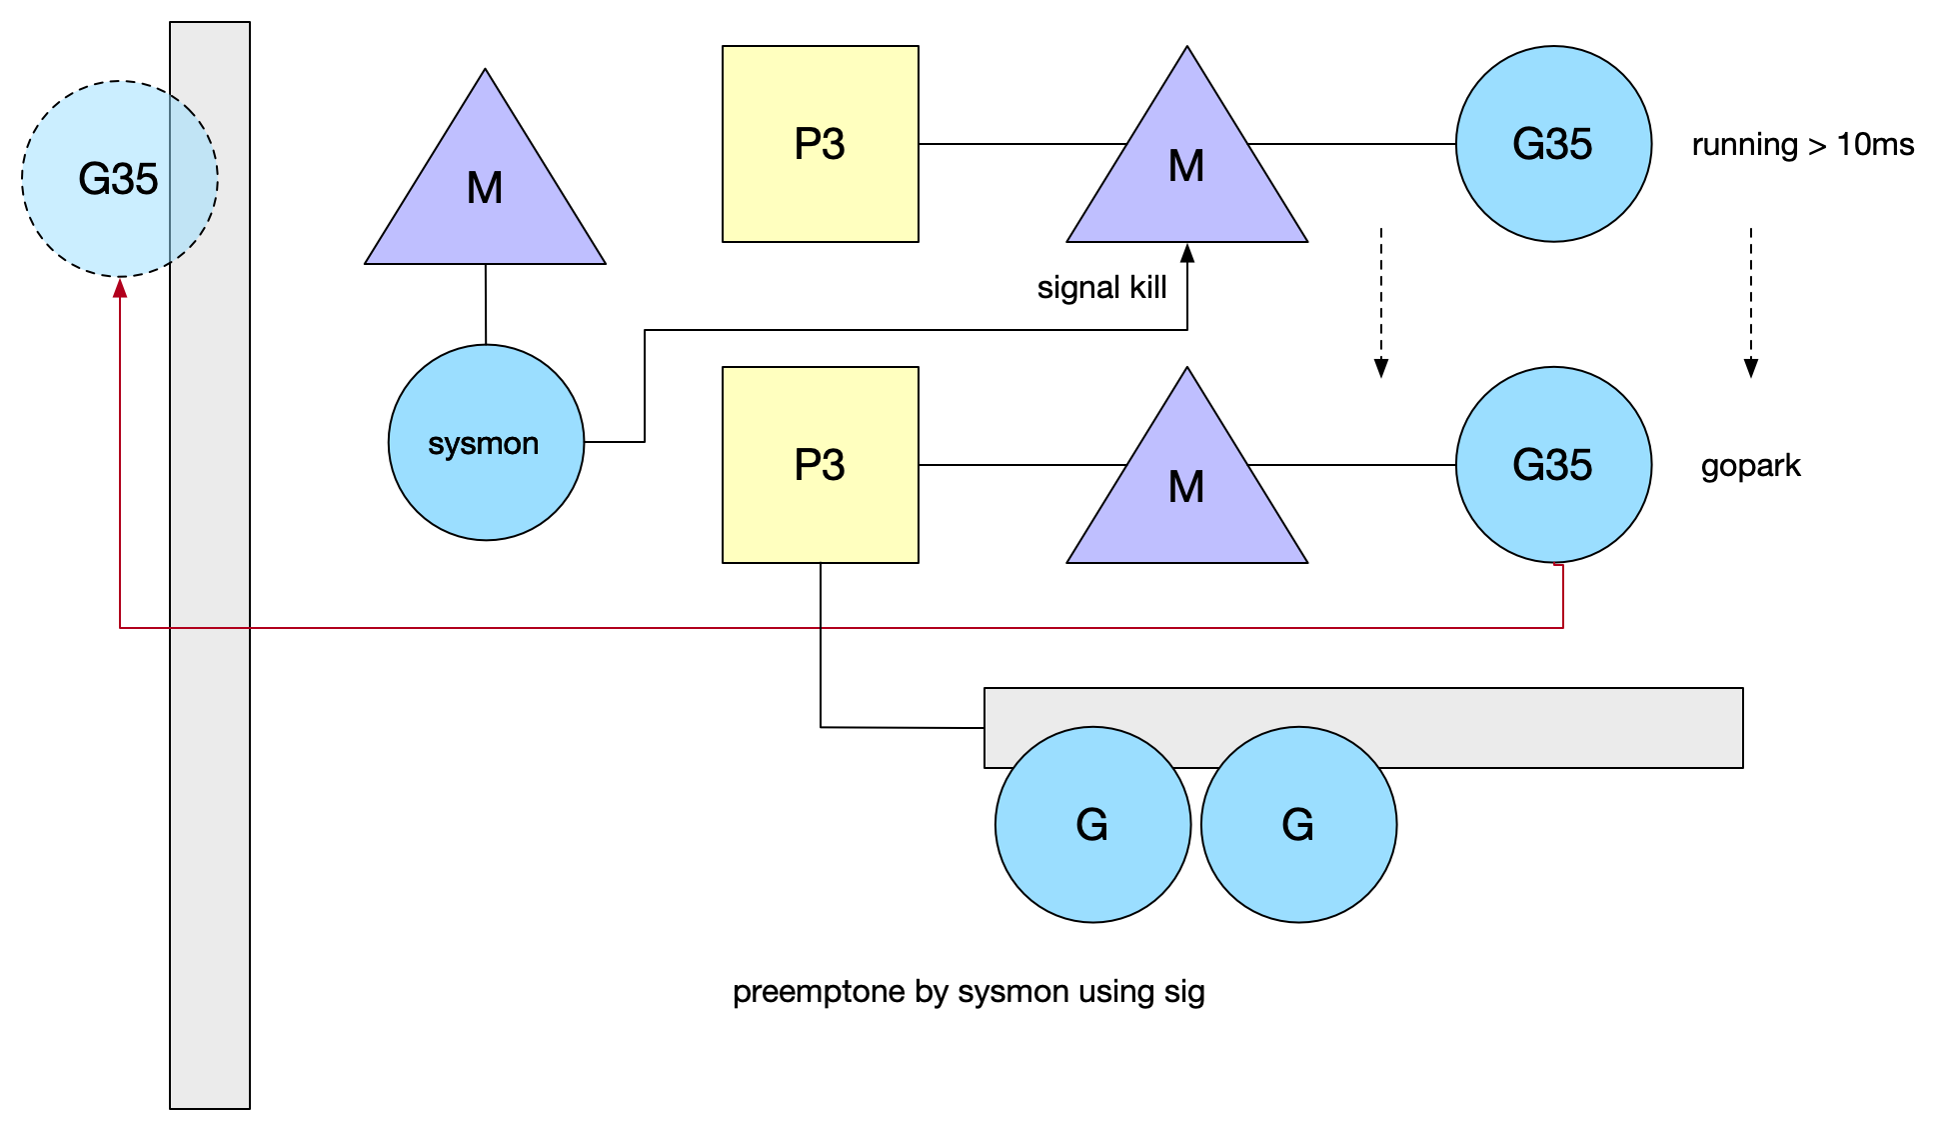 G35
M
P3
M
G35
running > 10ms
signal kill
sysmon
P3
M
G35
gopark
G
G
preemptone by sysmon using sig